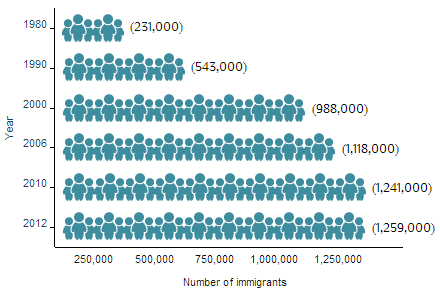 1980 (231,000)
1990 (543,000)
2000 (988,000)
2006 (1,118,000)
2010 (1,241,000)
2012 (1,259,000)
Year
250,000 500,000 750,000 1,000,000 1,250,000
Number of immigrants